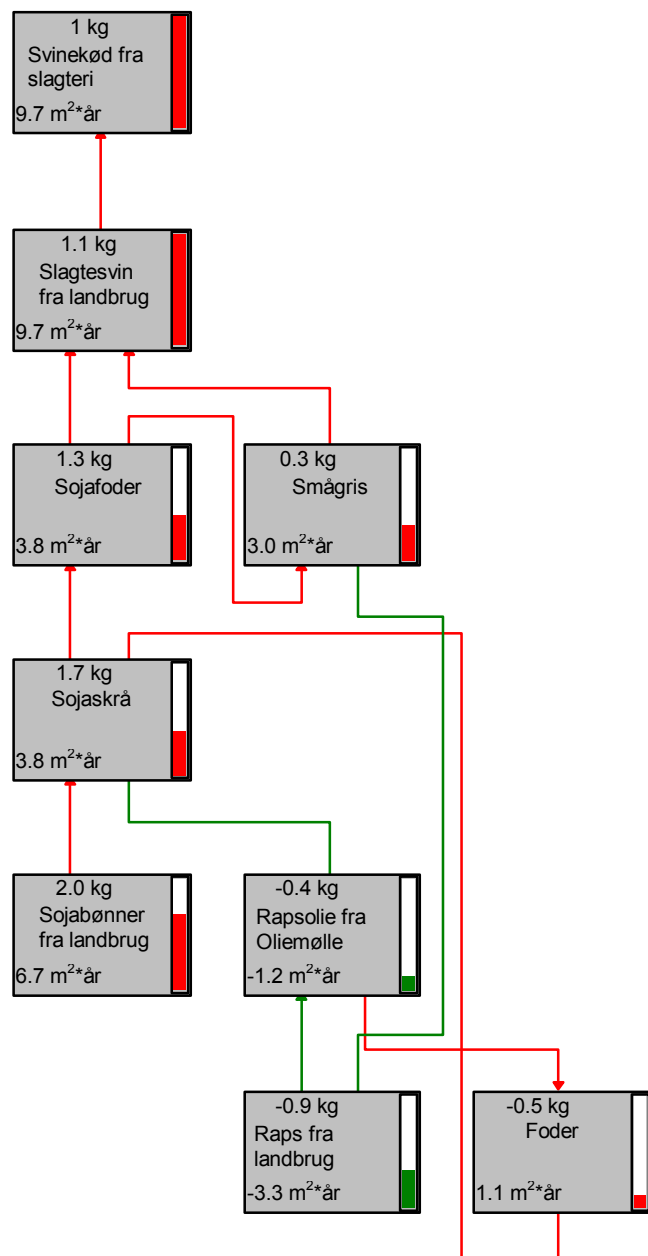 1 kg
Svinekød fra
slagteri
9.7 m²*år
1.1 kg
Slagtesvin
fra landbrug
9.7 m²*år
1.3 kg
Sojafoder
3.8 m²*år
0.3 kg
Smågris
3.0 m²*år
1.7 kg
Sojaskrå
3.8 m²*år
2.0 kg
Sojabønner
fra landbrug
6.7 m²*år
-0.4 kg
Rapsolie fra
Oliemølle
-1.2 m²*år
-0.9 kg
Raps fra
landbrug
-3.3 m²*år
-0.5 kg
Foder
1.1 m²*år